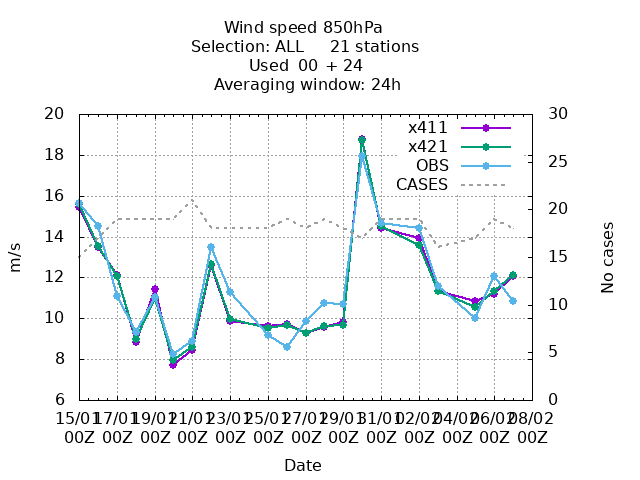 Wind speed 850hPa
Selection: ALL 21 stations
Used 00 + 24
Averaging window: 24h
20
18
16
14
12
10
8
6
m/s
30
25
20
15
10
5
0
No cases
x411
x421
OBS
CASES
15/01 17/01 19/01 21/01 23/01 25/01 27/01 29/01 31/01 02/02 04/02 06/02 08/02
00Z 00Z 00Z 00Z 00Z 00Z 00Z 00Z 00Z 00Z 00Z 00Z 00Z
Date